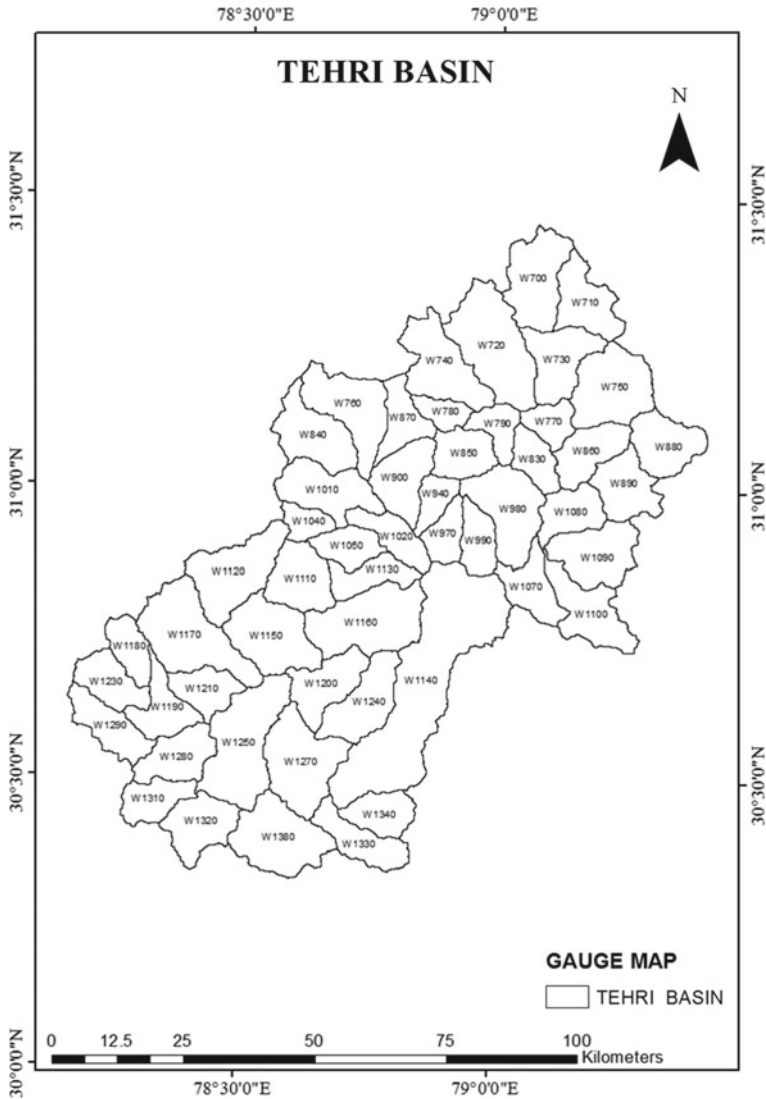 78°30'0"E 79°0'0"E
TEHRI BASIN
N
31°30'0"N
31°30'0"N
W700
W710
W720
W730
W740
W750
W760
W780
W870
W790
W770
W840
W850
W830
W860
W880
W900
W890
W1010
W940
W980
W1080
W1040
W1020
W970
W990
W1050
W1090
31°0'0"N
31°0'0"N
W1120
W1110
W1130
W1070
W1100
W1170
W1150
W1160
W1180
W1230
W1210
W1200
W1140
W1190
W1240
W1290
W1250
W1280
W1270
W1310
W1320
W1380
W1340
W1330
30°30'0"N
30°30'0"N
GAUGE MAP
TEHRI BASIN
0 12.5 25 50 75 100
Kilometers
30°0'0"N
30°0'0"N
78°30'0"E 79°0'0"E